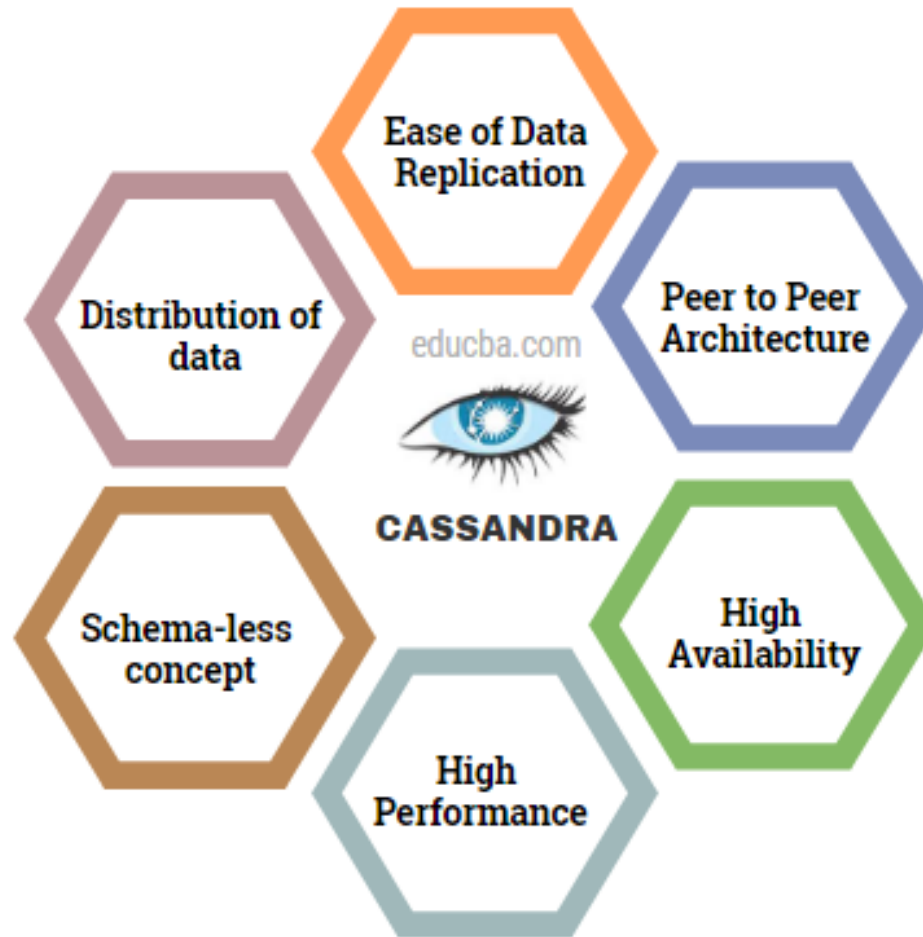 Ease of Data
Replication
Peer to Peer
Architecture
High
Availability
High
Performance
Schema-less
concept
Distribution of
data
educba.com
CASSANDRA